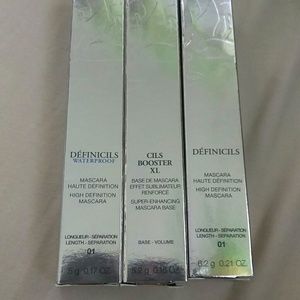 DÉFINICILS
WATERPROOF
MASCARA
HAUTE DÉFINITION
HIGH DEFINITION
MASCARA
LONGUEUR - SÉPARATION
LENGTH - SEPARATION
01
5 g 0.17 OZ
CILS
BOOSTER
XL
BASE DE MASCARA
EFFET SUBLIMATEUR
RENFORCÉ
SUPER-ENHANCING
MASCARA BASE
BASE - VOLUME
DÉFINICILS
MASCARA
HAUTE DÉFINITION
HIGH DEFINITION
MASCARA
LONGUEUR - SÉPARATION
LENGTH - SEPARATION
01
6.2 g 0.21 OZ